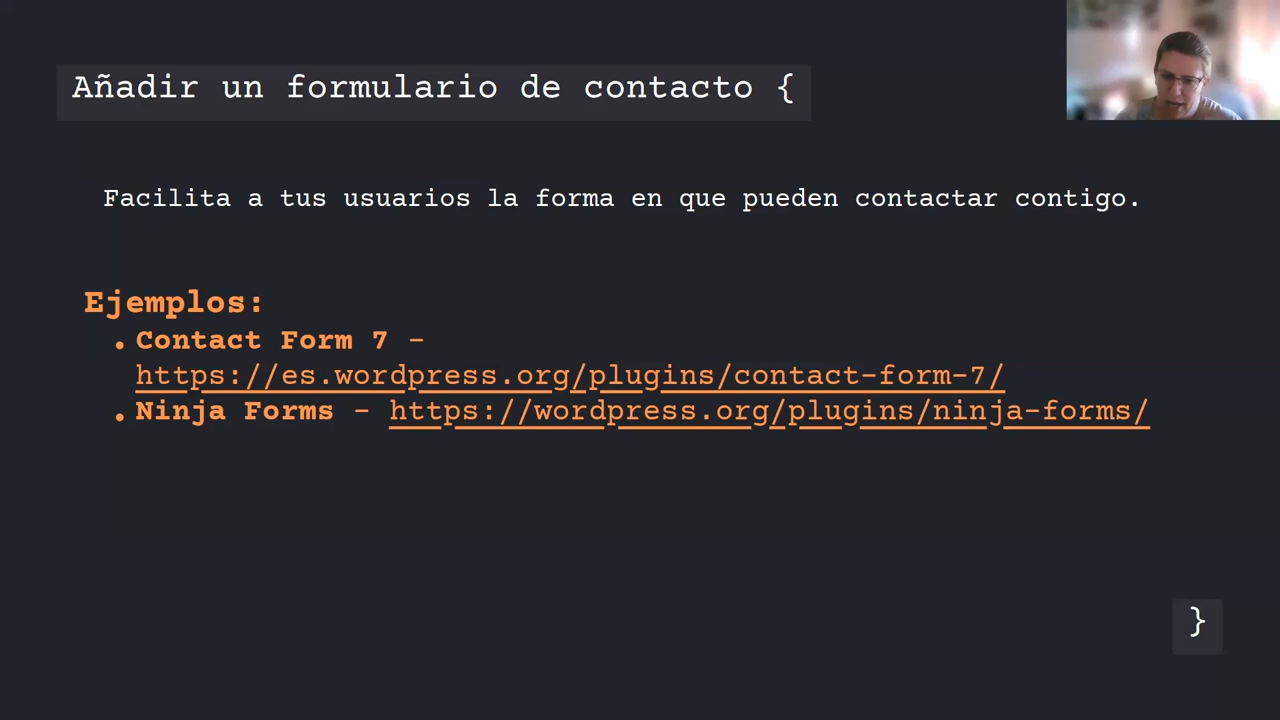 Añadir un formulario de contacto {
Facilita a tus usuarios la forma en que pueden contactar contigo.
Ejemplos:
• Contact Form 7 -
https://es.wordpress.org/plugins/contact-form-7/
• Ninja Forms - https://wordpress.org/plugins/ninja-forms/
}